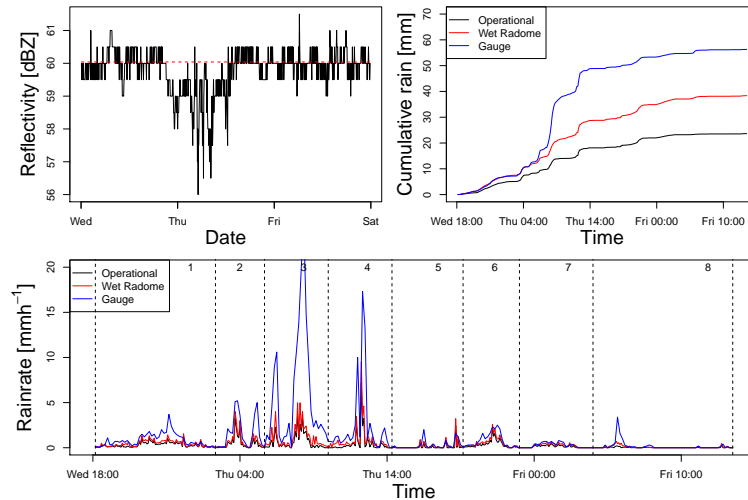 Reflectivity [dBZ]
61
60
59
58
57
56
Wed
Thu
Fri
Sat
Date
Cumulative rain [mm]
70
60
50
40
30
20
10
0
Operational
Wet Radome
Gauge
Wed 18:00
Thu 04:00
Thu 14:00
Fri 00:00
Fri 10:00
Time
Rainrate [mmh^-1]
20
15
10
5
0
Operational
Wet Radome
Gauge
1
2
3
4
5
6
7
8
Wed 18:00
Thu 04:00
Thu 14:00
Fri 00:00
Fri 10:00
Time